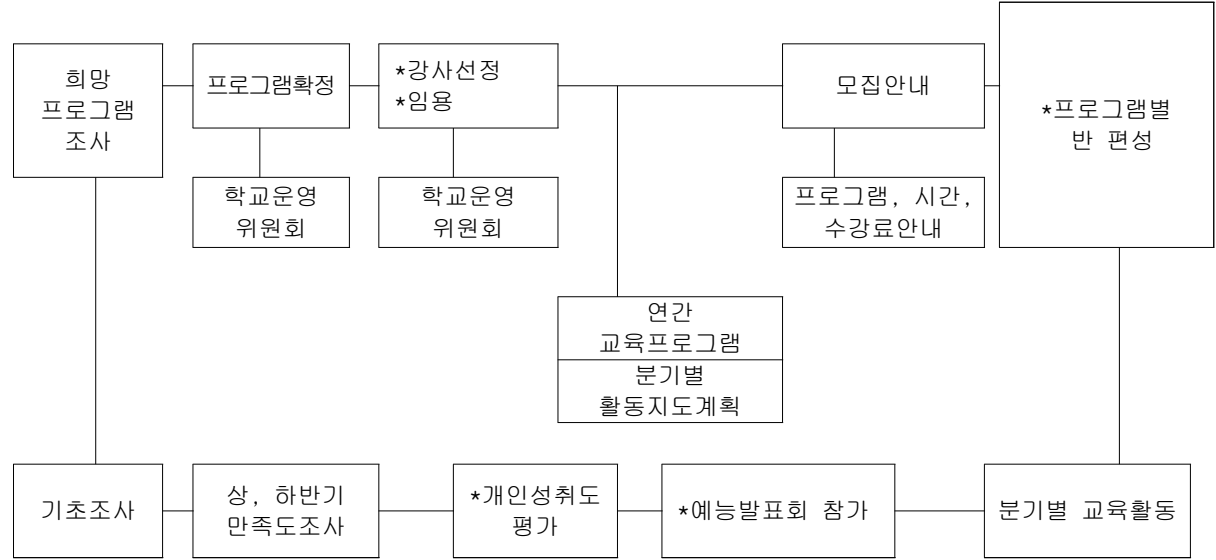 희망
프로그램
조사
프로그램확정
*강사선정
*임용
모집안내
*프로그램별
반 편성
학교운영
위원회
학교운영
위원회
프로그램, 시간,
수강료안내
연간
교육프로그램
분기별
활동지도계획
기초조사
상, 하반기
만족도조사
*개인성취도
평가
*예능발표회 참가
분기별 교육활동